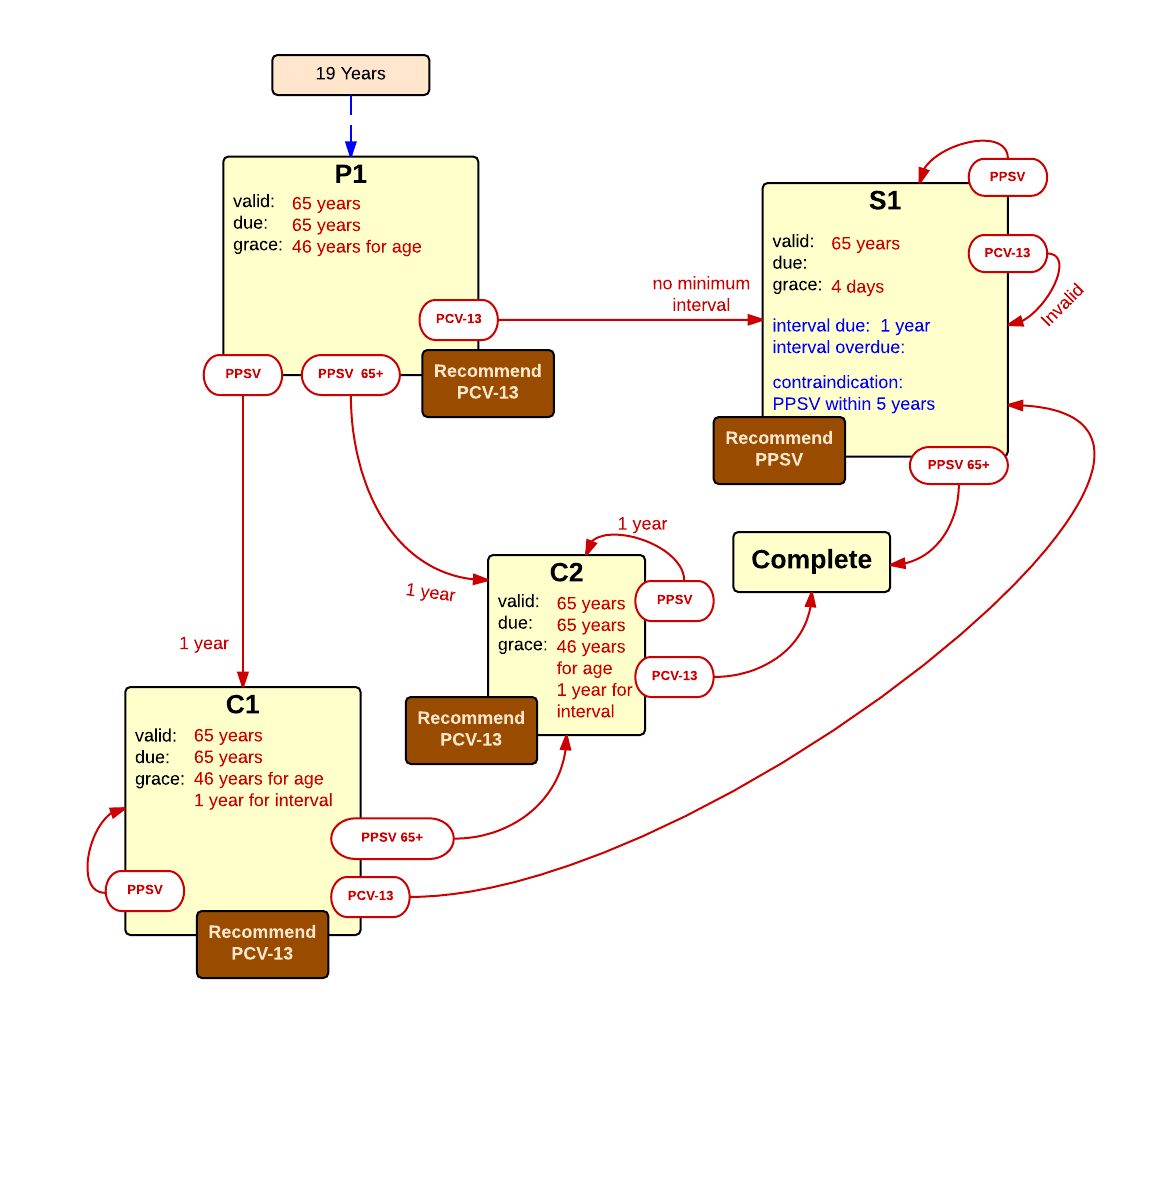 19 Years
P1
valid: 65 years
due: 65 years
grace: 46 years for age
PCV-13
PPSV
PPSV 65+
Recommend
PCV-13
no minimum
interval
S1
valid: 65 years
due:
grace: 4 days
interval due: 1 year
interval overdue:
contraindication:
PPSV within 5 years
PPSV
PCV-13
Invalid
Recommend
PPSV
PPSV 65+
1 year
1 year
C2
valid: 65 years
due: 65 years
grace: 46 years
for age
1 year for
interval
PPSV
PCV-13
Recommend
PCV-13
Complete
1 year
C1
valid: 65 years
due: 65 years
grace: 46 years for age
1 year for interval
PPSV 65+
PPSV
PCV-13
Recommend
PCV-13